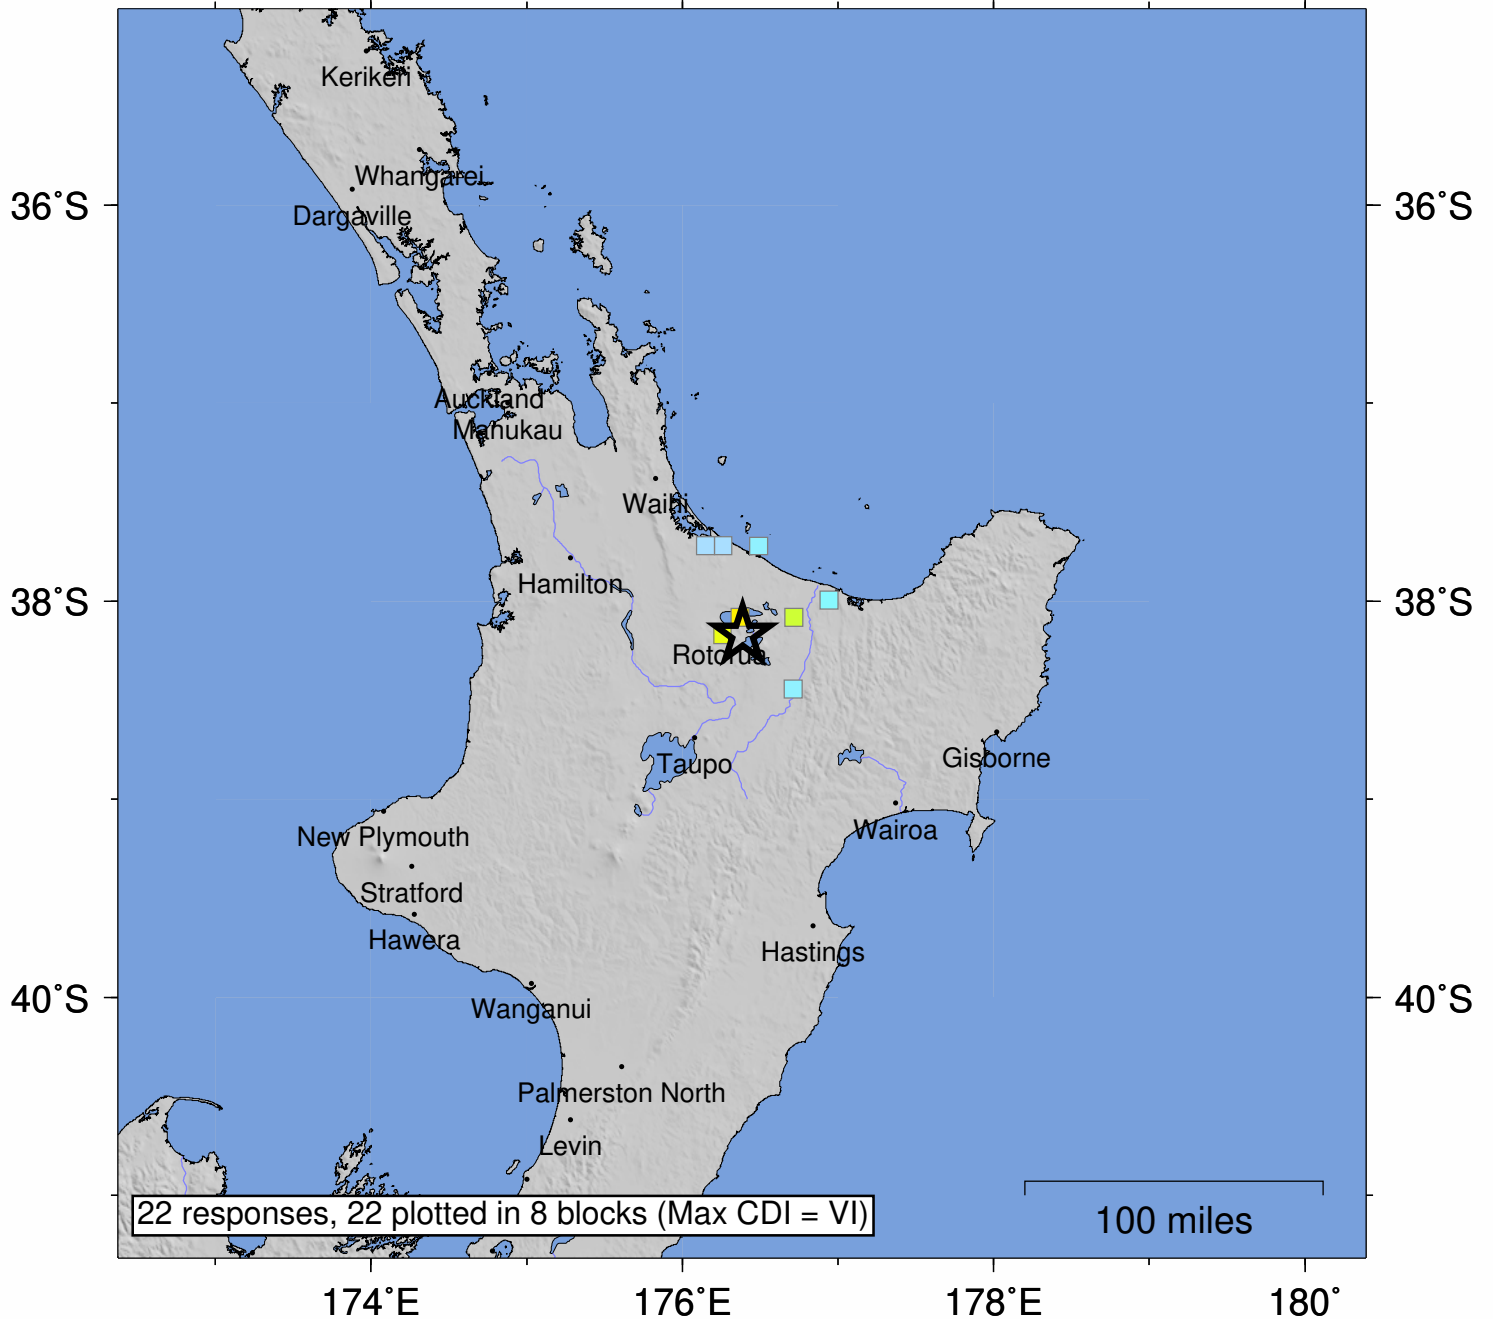 Kerikeri
Whangarei
36°S
36°S
Dargaville
Auckland
Manukau
Waihi
Hamilton
38°S
38°S
Rotorua
Taupo
Gisborne
New Plymouth
Wairoa
Stratford
Hawera
Hastings
40°S
40°S
Wanganui
Palmerston North
Levin
22 responses, 22 plotted in 8 blocks (Max CDI = VI)
100 miles
174°E
176°E
178°E
180°